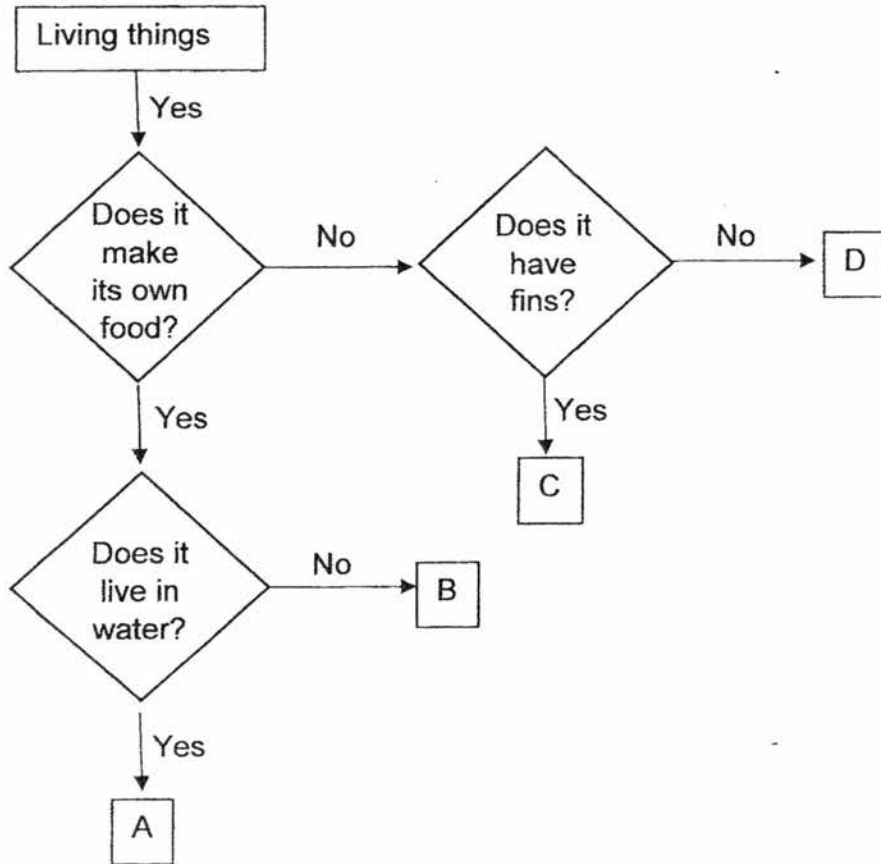 Living things
Yes
Does it
make
its own
food?
No
Does it
have
fins?
No
D
Yes
Yes
C
Does it
live in
water?
No
B
Yes
A